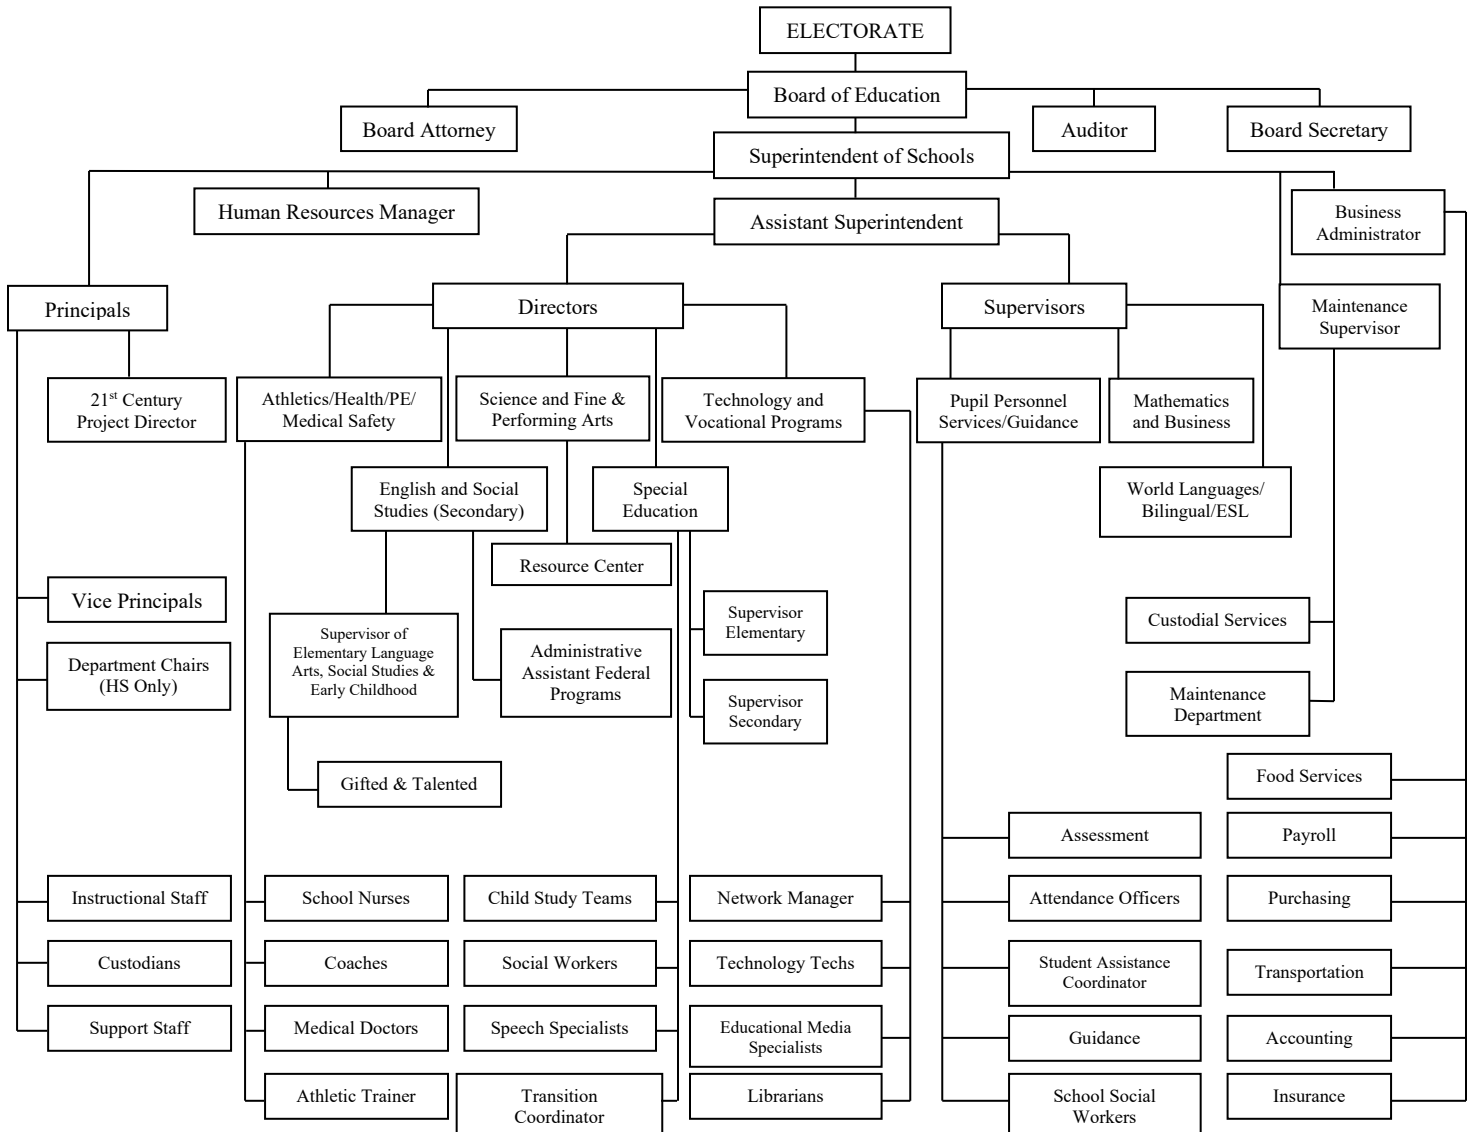 ELECTORATE
Board of Education
Board Attorney
Auditor
Board Secretary
Superintendent of Schools
Human Resources Manager
Assistant Superintendent
Business
Administrator
Principals
Directors
Supervisors
Maintenance
Supervisor
21st Century
Project Director
Athletics/Health/PE/
Medical Safety
Science and Fine &
Performing Arts
Technology and
Vocational Programs
Pupil Personnel
Services/Guidance
Mathematics
and Business
English and Social
Studies (Secondary)
Special
Education
World Languages/
Bilingual/ESL
Resource Center
Vice Principals
Supervisor
Elementary
Custodial Services
Department Chairs
(HS Only)
Supervisor of
Elementary Language
Arts, Social Studies &
Early Childhood
Administrative
Assistant Federal
Programs
Supervisor
Secondary
Maintenance
Department
Gifted & Talented
Food Services
Assessment
Payroll
Instructional Staff
School Nurses
Child Study Teams
Network Manager
Attendance Officers
Purchasing
Custodians
Coaches
Social Workers
Technology Techs
Student Assistance
Coordinator
Transportation
Support Staff
Medical Doctors
Speech Specialists
Educational Media
Specialists
Guidance
Accounting
Athletic Trainer
Transition
Coordinator
Librarians
School Social
Workers
Insurance